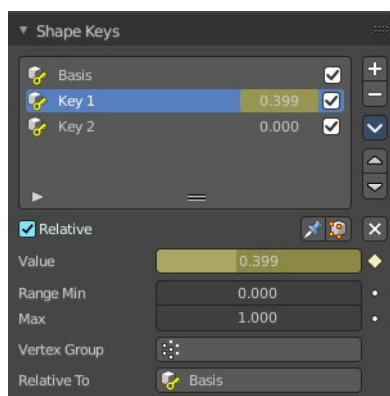 Shape Keys
Basis
Key 1 0.399
Key 2 0.000
Relative
Value 0.399
Range Min 0.000
Max 1.000
Vertex Group
Relative To Basis